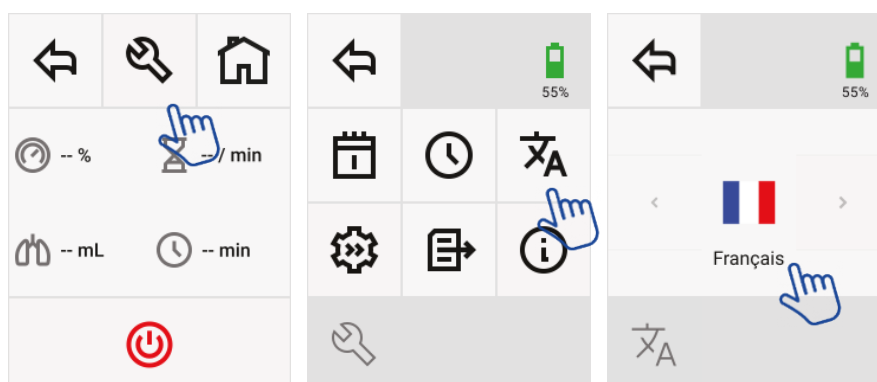 -- %
-- / min
-- mL
-- min
55%
55%
Français